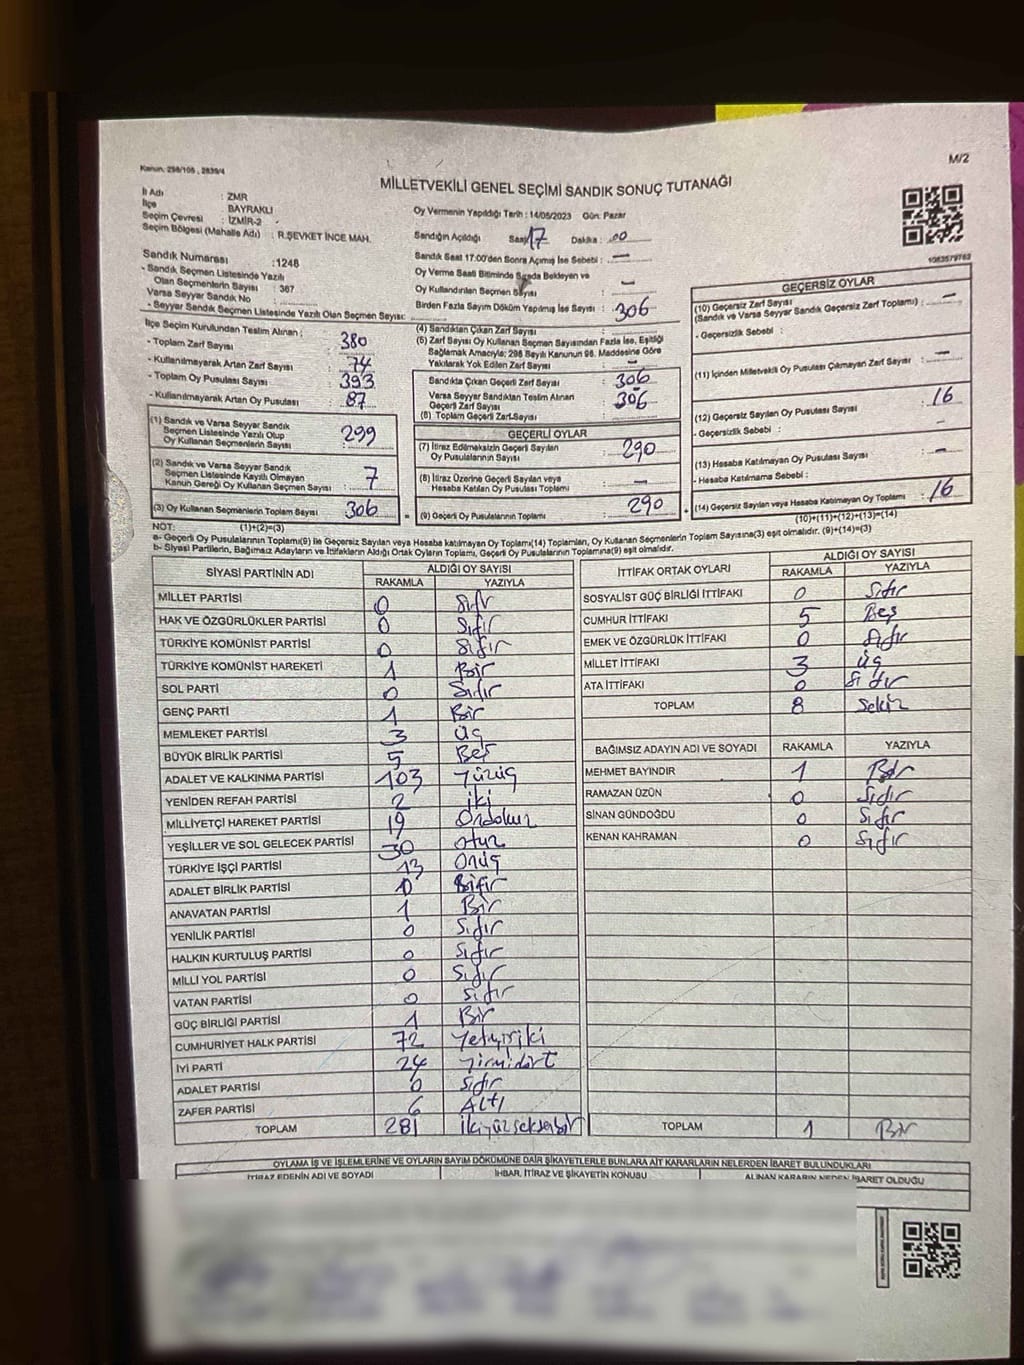 Kanun: 298/105 , 2839/4
M/2
MİLLETVEKİLİ GENEL SEÇİMİ SANDIK SONUÇ TUTANAĞI
İl Adı : ZMR
İlçe : BAYRAKLI
Seçim Çevresi : İZMİR-2
Seçim Bölgesi (Mahalle Adı) : R.ŞEVKET İNCE MAH.
Oy Vermenin Yapıldığı Tarih : 14/05/2023 Gün: Pazar
Sandığın Açıldığı Saat 17 Dakika : 00
Sandık Saat 17:00'den Sonra Açılmış İse Sebebi : —
Oy Verme Saati Bitiminde Sırada Bekleyen ve
Oy Kullandırılan Seçmen Sayısı : —
Birden Fazla Sayım Döküm Yapılmış İse Sayısı :
Sandık Numarası : 1248
- Sandık Seçmen Listesinde Yazılı
Olan Seçmenlerin Sayısı : 367
Varsa Seyyar Sandık No
- Seyyar Sandık Seçmen Listesinde Yazılı Olan Seçmen Sayısı:
İlçe Seçim Kurulundan Teslim Alınan ;
- Toplam Zarf Sayısı : 380
- Kullanılmayarak Artan Zarf Sayısı : 74
- Toplam Oy Pusulası Sayısı : 393
- Kullanılmayarak Artan Oy Pusulası : 87
(1) Sandık ve Varsa Seyyar Sandık
Seçmen Listesinde Yazılı Olup
Oy Kullanan Seçmenlerin Sayısı : 299
(2) Sandık ve Varsa Seyyar Sandık
Seçmen Listesinde Kayıtlı Olmayan
Kanun Gereği Oy Kullanan Seçmen Sayısı : 7
(3) Oy Kullanan Seçmenlerin Toplam Sayısı : 306
(1)+(2)=(3)
(4) Sandıktan Çıkan Zarf Sayısı : 306
(5) Zarf Sayısı Oy Kullanan Seçmen Sayısından Fazla İse, Eşitliği
Sağlamak Amacıyla; 298 Sayılı Kanunun 98. Maddesine Göre
Yakılarak Yok Edilen Zarf Sayısı : —
Sandıkta Çıkan Geçerli Zarf Sayısı : 306
Varsa Seyyar Sandıktan Teslim Alınan
Geçerli Zarf Sayısı : —
(6) Toplam Geçerli Zarf Sayısı : 306
GEÇERLİ OYLAR
(7) İtiraz Edilmeksizin Geçerli Sayılan
Oy Pusulalarının Sayısı : 290
(8) İtiraz Üzerine Geçerli Sayılan veya
Hesaba Katılan Oy Pusulası Toplamı : —
(9) Geçerli Oy Pusulalarının Toplamı : 290
1083579763
GEÇERSİZ OYLAR
(10) Geçersiz Zarf Sayısı : —
(Sandık ve Varsa Seyyar Sandık Geçersiz Zarf Toplamı)
- Geçersizlik Sebebi :
(11) İçinden Milletvekili Oy Pusulası Çıkmayan Zarf Sayısı : —
(12) Geçersiz Sayılan Oy Pusulası Sayısı : 16
- Geçersizlik Sebebi :
(13) Hesaba Katılmayan Oy Pusulası Sayısı : —
- Hesaba Katılmama Sebebi :
(14) Geçersiz Sayılan veya Hesaba Katılmayan Oy Toplamı : 16
(10)+(11)+(12)+(13)=(14)
NOT:
a- Geçerli Oy Pusulalarının Toplamı(9) ile Geçersiz Sayılan veya Hesaba katılmayan Oy Toplamı(14) Toplamları, Oy Kullanan Seçmenlerin Toplam Sayısına(3) eşit olmalıdır. (9)+(14)=(3)
b- Siyasi Partilerin, Bağımsız Adayların ve İttifakların Aldığı Ortak Oyların Toplamı, Geçerli Oy Pusulalarının Toplamına(9) eşit olmalıdır.
SİYASİ PARTİNİN ADI ALDIĞI OY SAYISI
RAKAMLA YAZIYLA
MİLLET PARTİSİ 0 Sıfır
HAK VE ÖZGÜRLÜKLER PARTİSİ 0 Sıfır
TÜRKİYE KOMÜNİST PARTİSİ 0 Sıfır
TÜRKİYE KOMÜNİST HAREKETİ 1 Bir
SOL PARTİ 0 Sıfır
GENÇ PARTİ 1 Bir
MEMLEKET PARTİSİ 3 Üç
BÜYÜK BİRLİK PARTİSİ 5 Beş
ADALET VE KALKINMA PARTİSİ 103 Yüzüç
YENİDEN REFAH PARTİSİ 2 iki
MİLLİYETÇİ HAREKET PARTİSİ 19 Ondokuz
YEŞİLLER VE SOL GELECEK PARTİSİ 30 otuz
TÜRKİYE İŞÇİ PARTİSİ 13 Onüç
ADALET BİRLİK PARTİSİ 0
ANAVATAN PARTİSİ 1 Bir
YENİLİK PARTİSİ 0 Sıfır
HALKIN KURTULUŞ PARTİSİ 0 Sıfır
MİLLİ YOL PARTİSİ 0 Sıfır
VATAN PARTİSİ 0 Sıfır
GÜÇ BİRLİĞİ PARTİSİ 1 Bir
CUMHURİYET HALK PARTİSİ 72 Yetmişiki
İYİ PARTİ 24 Yirmidört
ADALET PARTİSİ 0 Sıfır
ZAFER PARTİSİ 6 Altı
TOPLAM 281 ikiyüzseksenbir
İTTİFAK ORTAK OYLARI ALDIĞI OY SAYISI
RAKAMLA YAZIYLA
SOSYALİST GÜÇ BİRLİĞİ İTTİFAKI 0 Sıfır
CUMHUR İTTİFAKI 5 Beş
EMEK VE ÖZGÜRLÜK İTTİFAKI 0 Sıfır
MİLLET İTTİFAKI 3 üç
ATA İTTİFAKI 0 Sıfır
TOPLAM 8 Sekiz
BAĞIMSIZ ADAYIN ADI VE SOYADI RAKAMLA YAZIYLA
MEHMET BAYINDIR 1 Bir
RAMAZAN ÜZÜN 0 Sıfır
SİNAN GÜNDOĞDU 0 Sıfır
KENAN KAHRAMAN 0 Sıfır
TOPLAM 1 Bir
OYLAMA İŞ VE İŞLEMLERİNE VE OYLARIN SAYIM DÖKÜMÜNE DAİR ŞİKAYETLERLE BUNLARA AİT KARARLARIN NELERDEN İBARET BULUNDUKLARI
İTİRAZ EDENİN ADI VE SOYADI İHBAR, İTİRAZ VE ŞİKAYETİN KONUSU ALINAN KARARIN NEDEN İBARET OLDUĞU